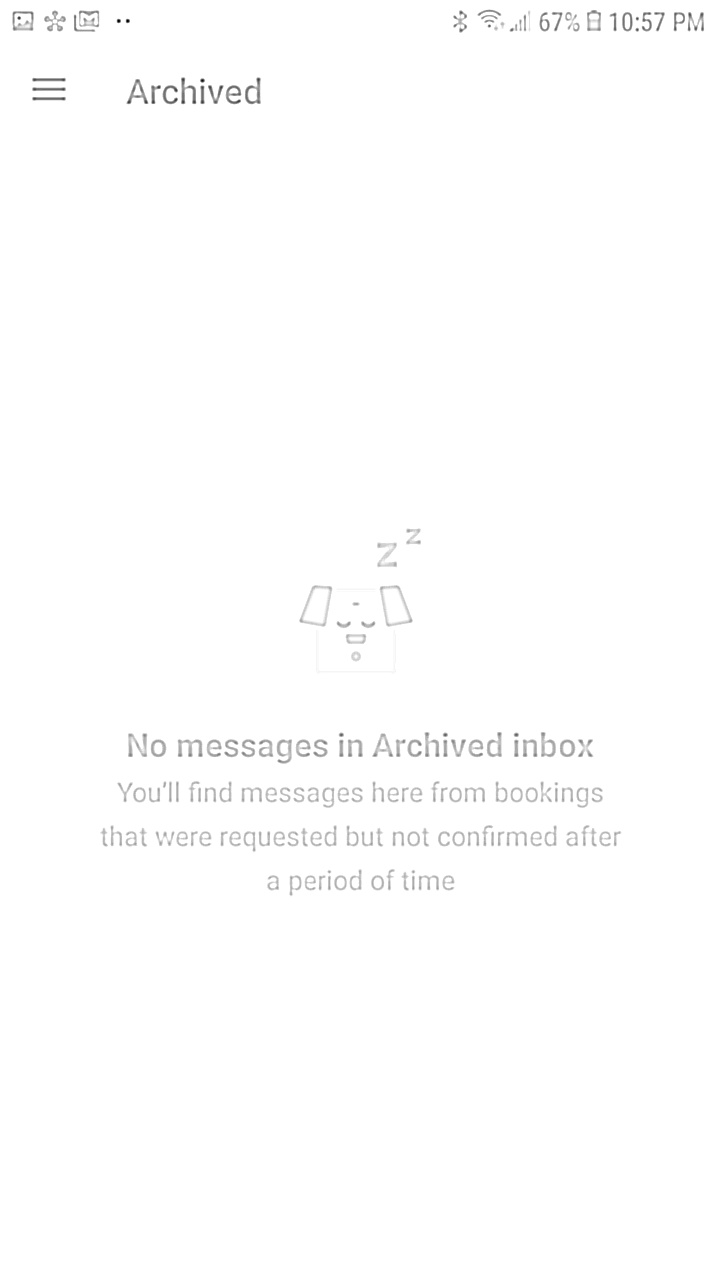 67% 10:57 PM
Archived
z z
No messages in Archived inbox
You'll find messages here from bookings
that were requested but not confirmed after
a period of time